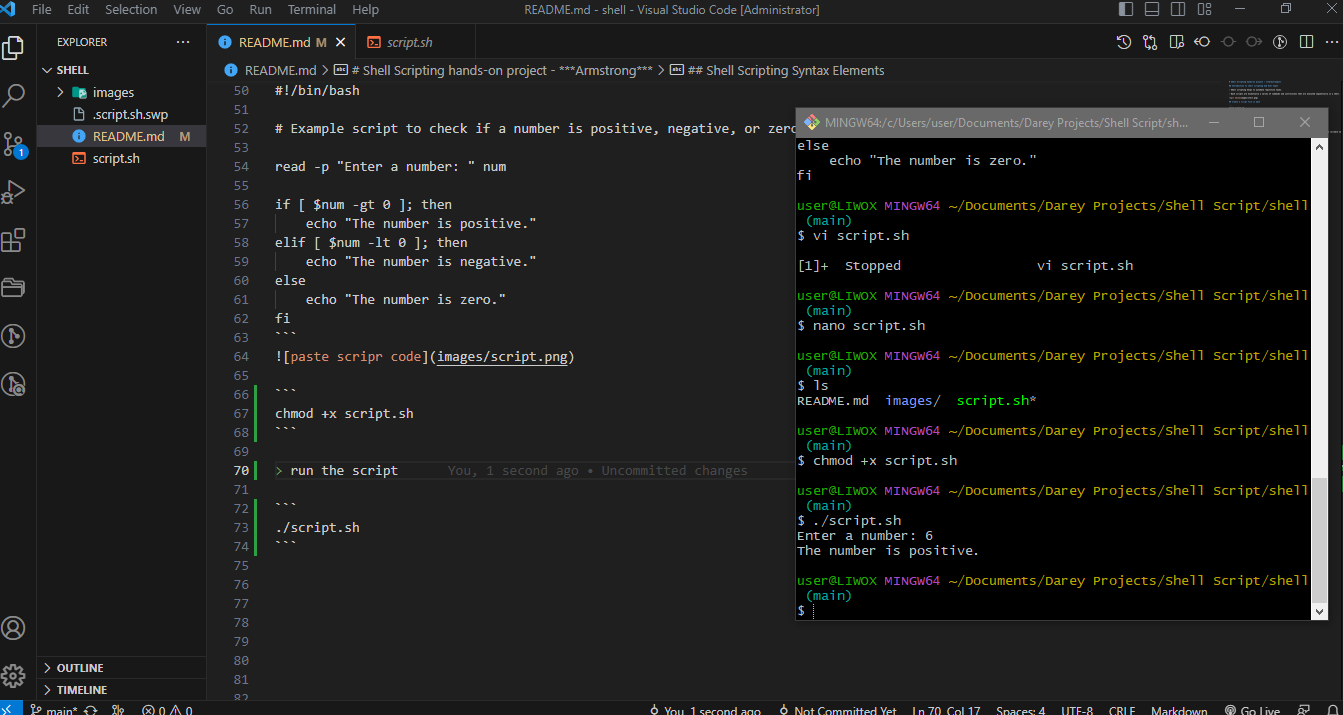 File Edit Selection View Go Run Terminal Help README.md - shell - Visual Studio Code [Administrator]
EXPLORER ···
SHELL
images
.script.sh.swp
README.md M
script.sh
1
OUTLINE
TIMELINE
README.md M script.sh
README.md > # Shell Scripting hands-on project - ***Armstrong*** > ## Shell Scripting Syntax Elements
50 #!/bin/bash
51
52 # Example script to check if a number is positive, negative, or zero
53
54 read -p "Enter a number: " num
55
56 if [ $num -gt 0 ]; then
57 echo "The number is positive."
58 elif [ $num -lt 0 ]; then
59 echo "The number is negative."
60 else
61 echo "The number is zero."
62 fi
63 ```
64 ![paste scripr code](images/script.png)
65
66 ```
67 chmod +x script.sh
68 ```
69
70 > run the script You, 1 second ago • Uncommitted changes
71
72 ```
73 ./script.sh
74 ```
75
76
77
78
79
80
81
82
MINGW64:/c/Users/user/Documents/Darey Projects/Shell Script/sh...
else
echo "The number is zero."
fi
user@LIWOX MINGW64 ~/Documents/Darey Projects/Shell Script/shell
(main)
$ vi script.sh
[1]+ Stopped vi script.sh
user@LIWOX MINGW64 ~/Documents/Darey Projects/Shell Script/shell
(main)
$ nano script.sh
user@LIWOX MINGW64 ~/Documents/Darey Projects/Shell Script/shell
(main)
$ ls
README.md images/ script.sh*
user@LIWOX MINGW64 ~/Documents/Darey Projects/Shell Script/shell
(main)
$ chmod +x script.sh
user@LIWOX MINGW64 ~/Documents/Darey Projects/Shell Script/shell
(main)
$ ./script.sh
Enter a number: 6
The number is positive.
user@LIWOX MINGW64 ~/Documents/Darey Projects/Shell Script/shell
(main)
$
main* 0 0 You, 1 second ago Not Committed Yet Ln 70, Col 17 Spaces: 4 UTF-8 CRLF Markdown Go Live